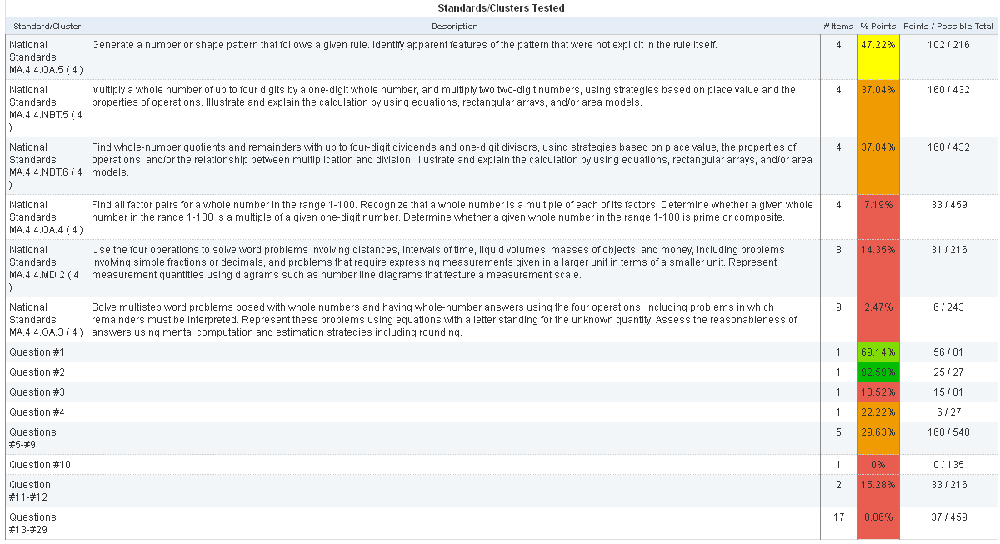 Standards/Clusters Tested
Standard/Cluster Description # Items % Points Points / Possible Total
National Generate a number or shape pattern that follows a given rule. Identify apparent features of the pattern that were not explicit in the rule itself. 4 47.22% 102 / 216
Standards
MA.4.4.OA.5 ( 4 )
National Multiply a whole number of up to four digits by a one-digit whole number, and multiply two two-digit numbers, using strategies based on place value and the 4 37.04% 160 / 432
Standards properties of operations. Illustrate and explain the calculation by using equations, rectangular arrays, and/or area models.
MA.4.4.NBT.5 ( 4
)
National Find whole-number quotients and remainders with up to four-digit dividends and one-digit divisors, using strategies based on place value, the properties of 4 37.04% 160 / 432
Standards operations, and/or the relationship between multiplication and division. Illustrate and explain the calculation by using equations, rectangular arrays, and/or area
MA.4.4.NBT.6 ( 4 models.
)
National Find all factor pairs for a whole number in the range 1-100. Recognize that a whole number is a multiple of each of its factors. Determine whether a given whole 4 7.19% 33 / 459
Standards number in the range 1-100 is a multiple of a given one-digit number. Determine whether a given whole number in the range 1-100 is prime or composite.
MA.4.4.OA.4 ( 4 )
National Use the four operations to solve word problems involving distances, intervals of time, liquid volumes, masses of objects, and money, including problems 8 14.35% 31 / 216
Standards involving simple fractions or decimals, and problems that require expressing measurements given in a larger unit in terms of a smaller unit. Represent
MA.4.4.MD.2 ( 4 measurement quantities using diagrams such as number line diagrams that feature a measurement scale.
)
National Solve multistep word problems posed with whole numbers and having whole-number answers using the four operations, including problems in which 9 2.47% 6 / 243
Standards remainders must be interpreted. Represent these problems using equations with a letter standing for the unknown quantity. Assess the reasonableness of
MA.4.4.OA.3 ( 4 ) answers using mental computation and estimation strategies including rounding.
Question #1 1 69.14% 56 / 81
Question #2 1 92.59% 25 / 27
Question #3 1 18.52% 15 / 81
Question #4 1 22.22% 6 / 27
Questions 5 29.63% 160 / 540
#5-#9
Question #10 1 0% 0 / 135
Question 2 15.28% 33 / 216
#11-#12
Questions 17 8.06% 37 / 459
#13-#29